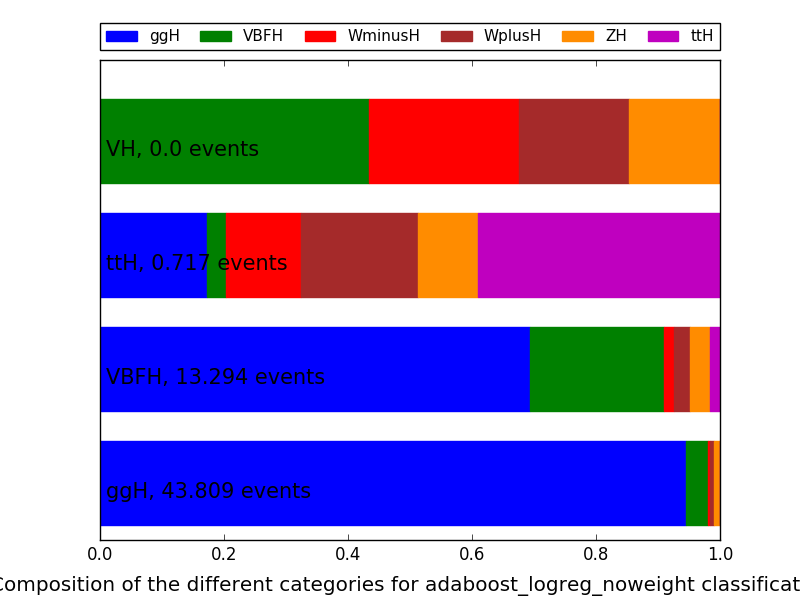 ggH VBFH WminusH WplusH ZH ttH
VH, 0.0 events
ttH, 0.717 events
VBFH, 13.294 events
ggH, 43.809 events
0.0 0.2 0.4 0.6 0.8 1.0
Composition of the different categories for adaboost_logreg_noweight classificat